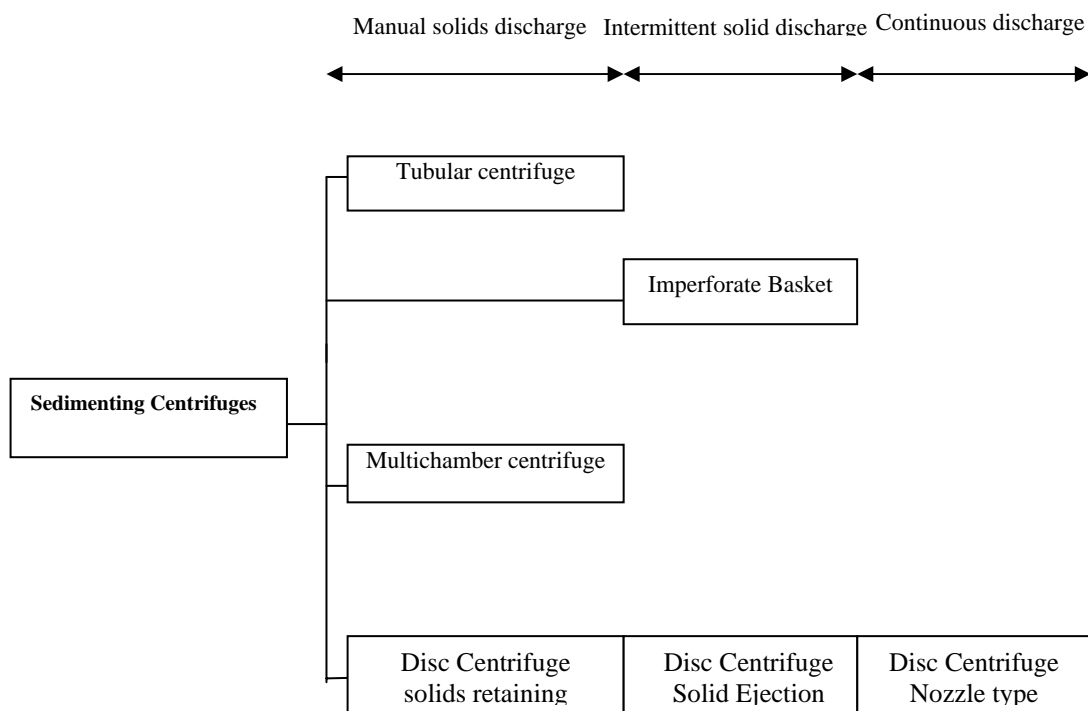 Manual solids discharge
Intermittent solid discharge
Continuous discharge
Tubular centrifuge
Imperforate Basket
Sedimenting Centrifuges
Multichamber centrifuge
Disc Centrifuge
solids retaining
Disc Centrifuge
Solid Ejection
Disc Centrifuge
Nozzle type